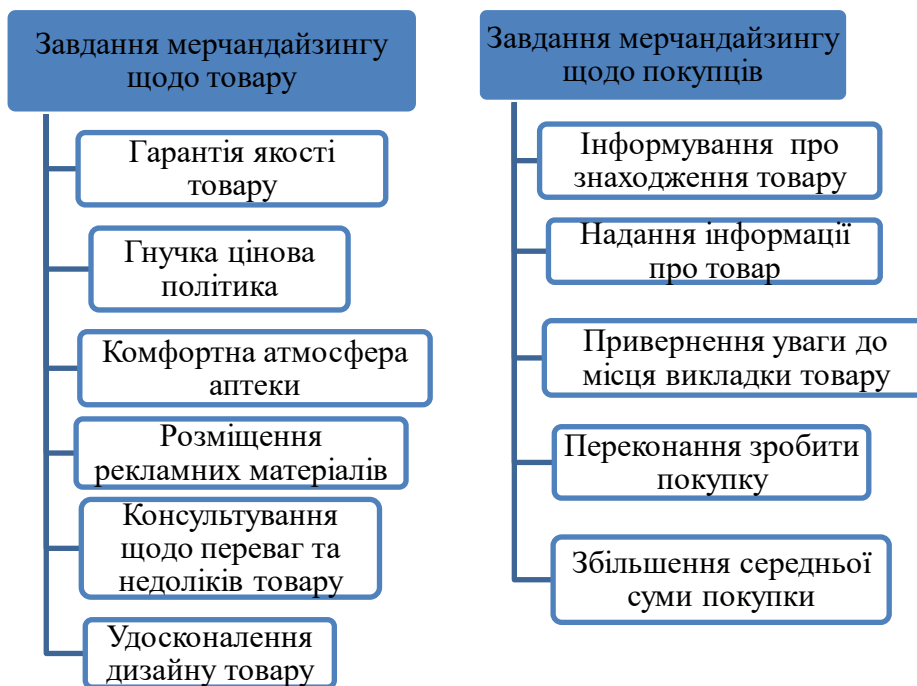 Завдання мерчандайзингу
щодо товару
Гарантія якості
товару
Гнучка цінова
політика
Комфортна атмосфера
аптеки
Розміщення
рекламних матеріалів
Консультування
щодо переваг та
недоліків товару
Удосконалення
дизайну товару
Завдання мерчандайзингу
щодо покупців
Інформування про
знаходження товару
Надання інформації
про товар
Привернення уваги до
місця викладки товару
Переконання зробити
покупку
Збільшення середньої
суми покупки